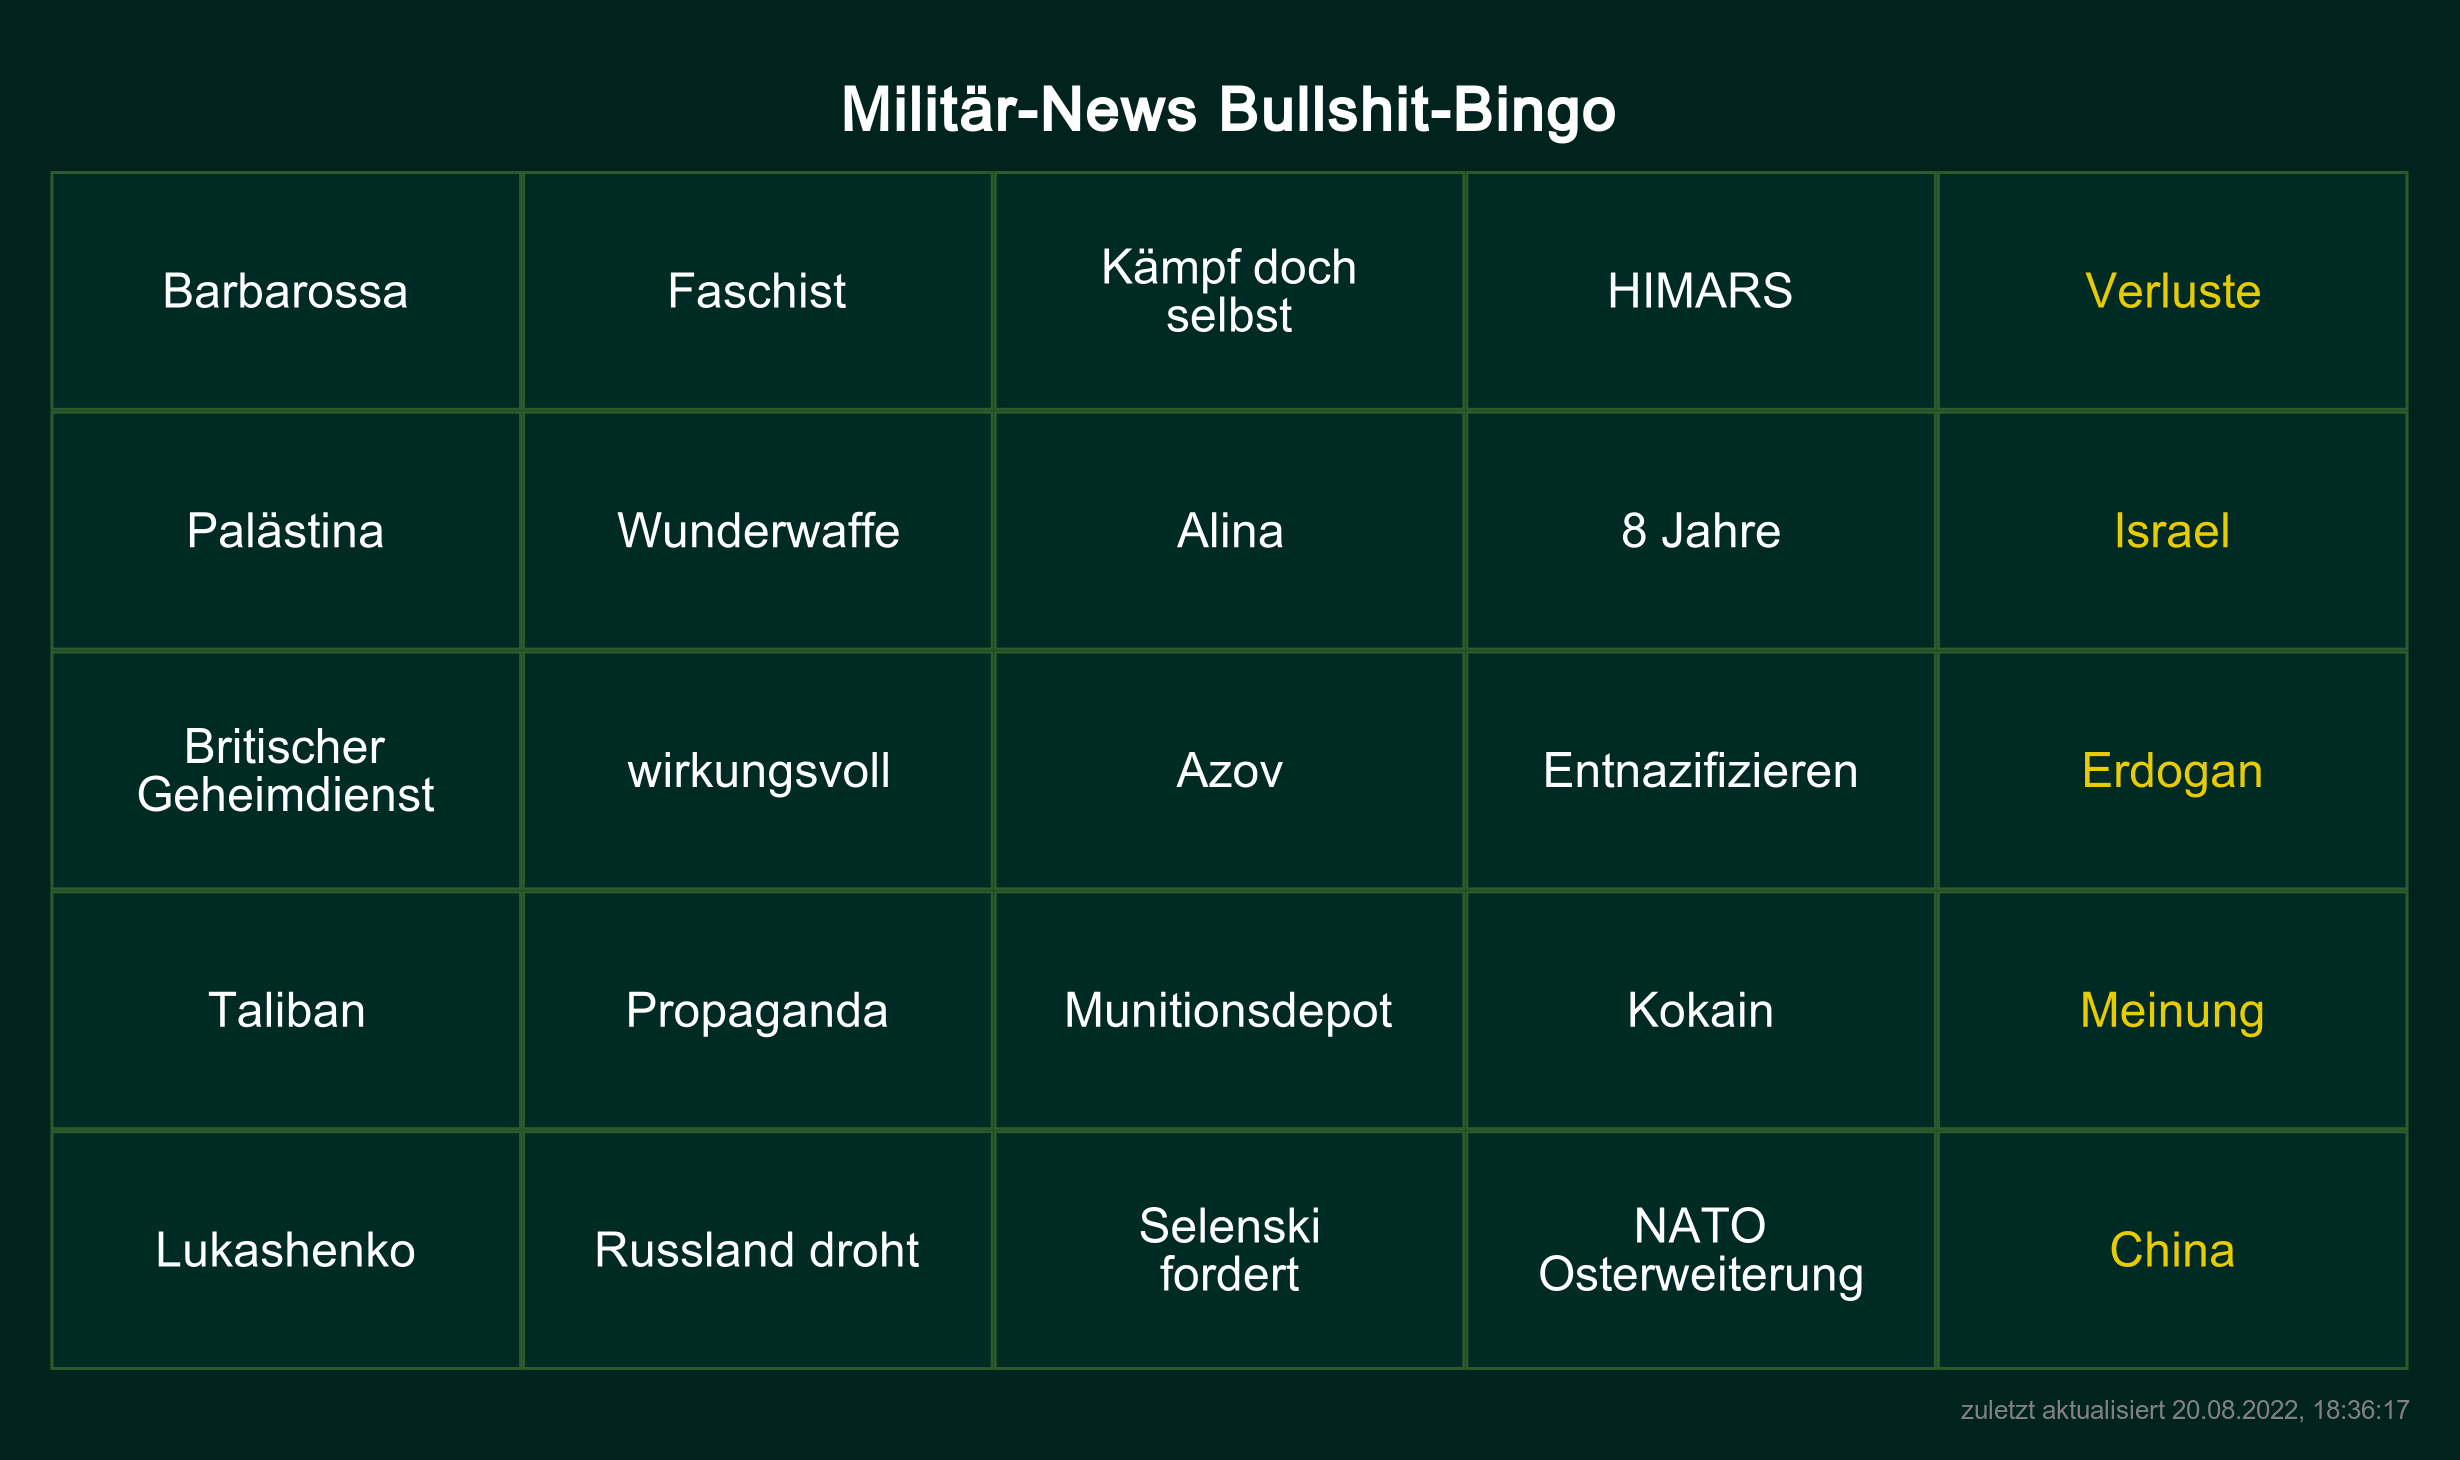 Militär-News Bullshit-Bingo
Barbarossa
Faschist
Kämpf doch
selbst
HIMARS
Verluste
Palästina
Wunderwaffe
Alina
8 Jahre
Israel
Britischer
Geheimdienst
wirkungsvoll
Azov
Entnazifizieren
Erdogan
Taliban
Propaganda
Munitionsdepot
Kokain
Meinung
Lukashenko
Russland droht
Selenski
fordert
NATO
Osterweiterung
China
zuletzt aktualisiert 20.08.2022, 18:36:17